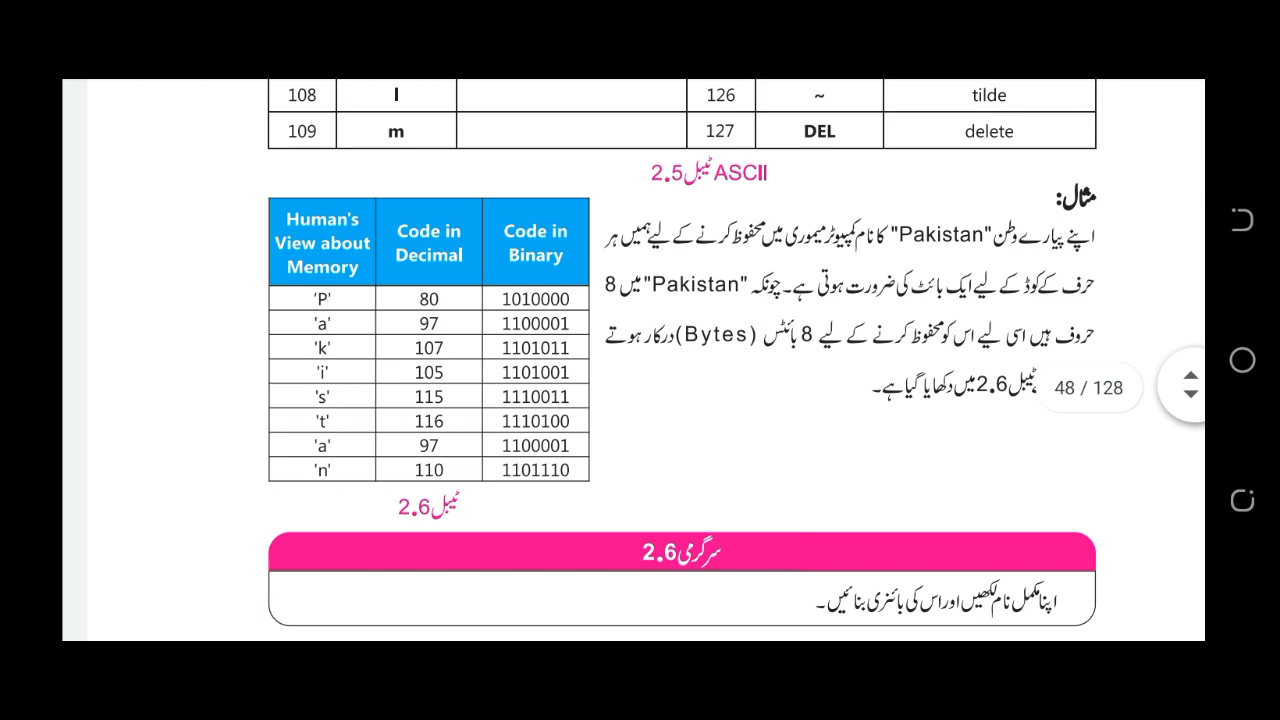 108 l 126 ~ tilde
109 m 127 DEL delete
ASCII ٹیبل 2.5
مثال:
اپنے پیارے وطن "Pakistan" کا نام کمپیوٹر میموری میں محفوظ کرنے کے لیے ہمیں ہر
حرف کے کوڈ کے لیے ایک بائٹ کی ضرورت ہوتی ہے۔ چونکہ "Pakistan" میں 8
حروف ہیں اسی لیے اس کو محفوظ کرنے کے لیے 8 بائٹس (Bytes) درکار ہوتے
ٹیبل 2.6 میں دکھایا گیا ہے۔
48 / 128
Human's View about Memory Code in Decimal Code in Binary
'P' 80 1010000
'a' 97 1100001
'k' 107 1101011
'i' 105 1101001
's' 115 1110011
't' 116 1110100
'a' 97 1100001
'n' 110 1101110
ٹیبل 2.6
سرگرمی 2.6
اپنا مکمل نام لکھیں اور اس کی بائنری بنائیں۔